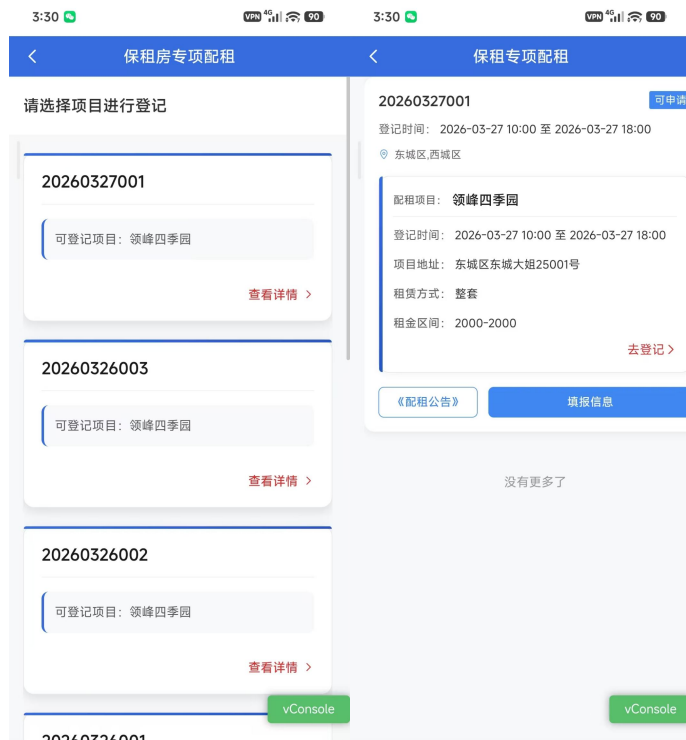 3:30
VPN 4G 90
保租房专项配租
请选择项目进行登记
20260327001
可登记项目：领峰四季园
查看详情
20260326003
可登记项目：领峰四季园
查看详情
20260326002
可登记项目：领峰四季园
查看详情
vConsole
20260326001
3:30
VPN 4G 90
保租专项配租
20260327001
可申请
登记时间： 2026-03-27 10:00 至 2026-03-27 18:00
东城区,西城区
配租项目： 领峰四季园
登记时间： 2026-03-27 10:00 至 2026-03-27 18:00
项目地址： 东城区东城大姐25001号
租赁方式： 整套
租金区间： 2000-2000
去登记
《配租公告》
填报信息
没有更多了
vConsole